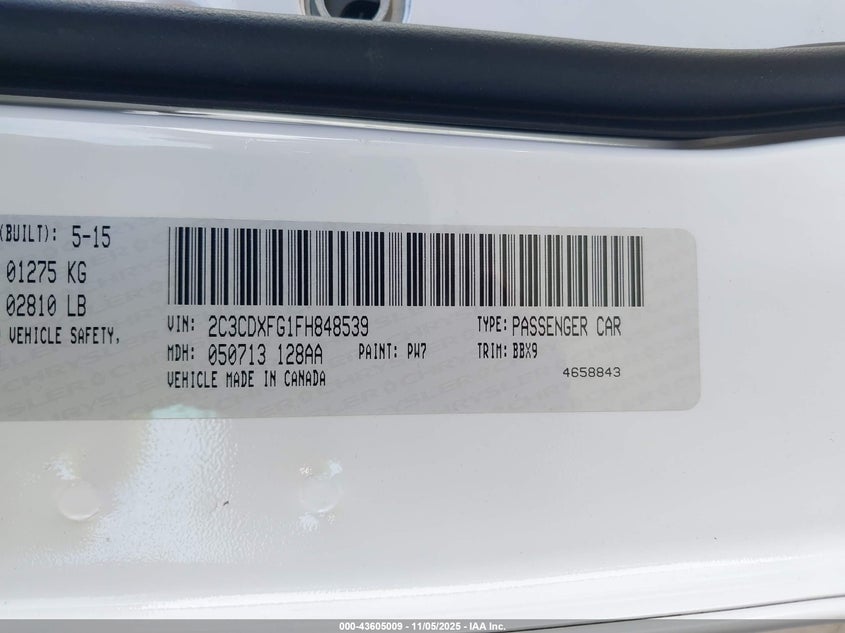 (BUILT): 5-15
01275 KG
02810 LB
VEHICLE SAFETY,
VIN: 2C3CDXFG1FH848539
TYPE: PASSENGER CAR
MDH: 050713 128AA
PAINT: PW7
TRIM: BBX9
VEHICLE MADE IN CANADA
4658843
000-43605009 - 11/05/2025 - IAA Inc.